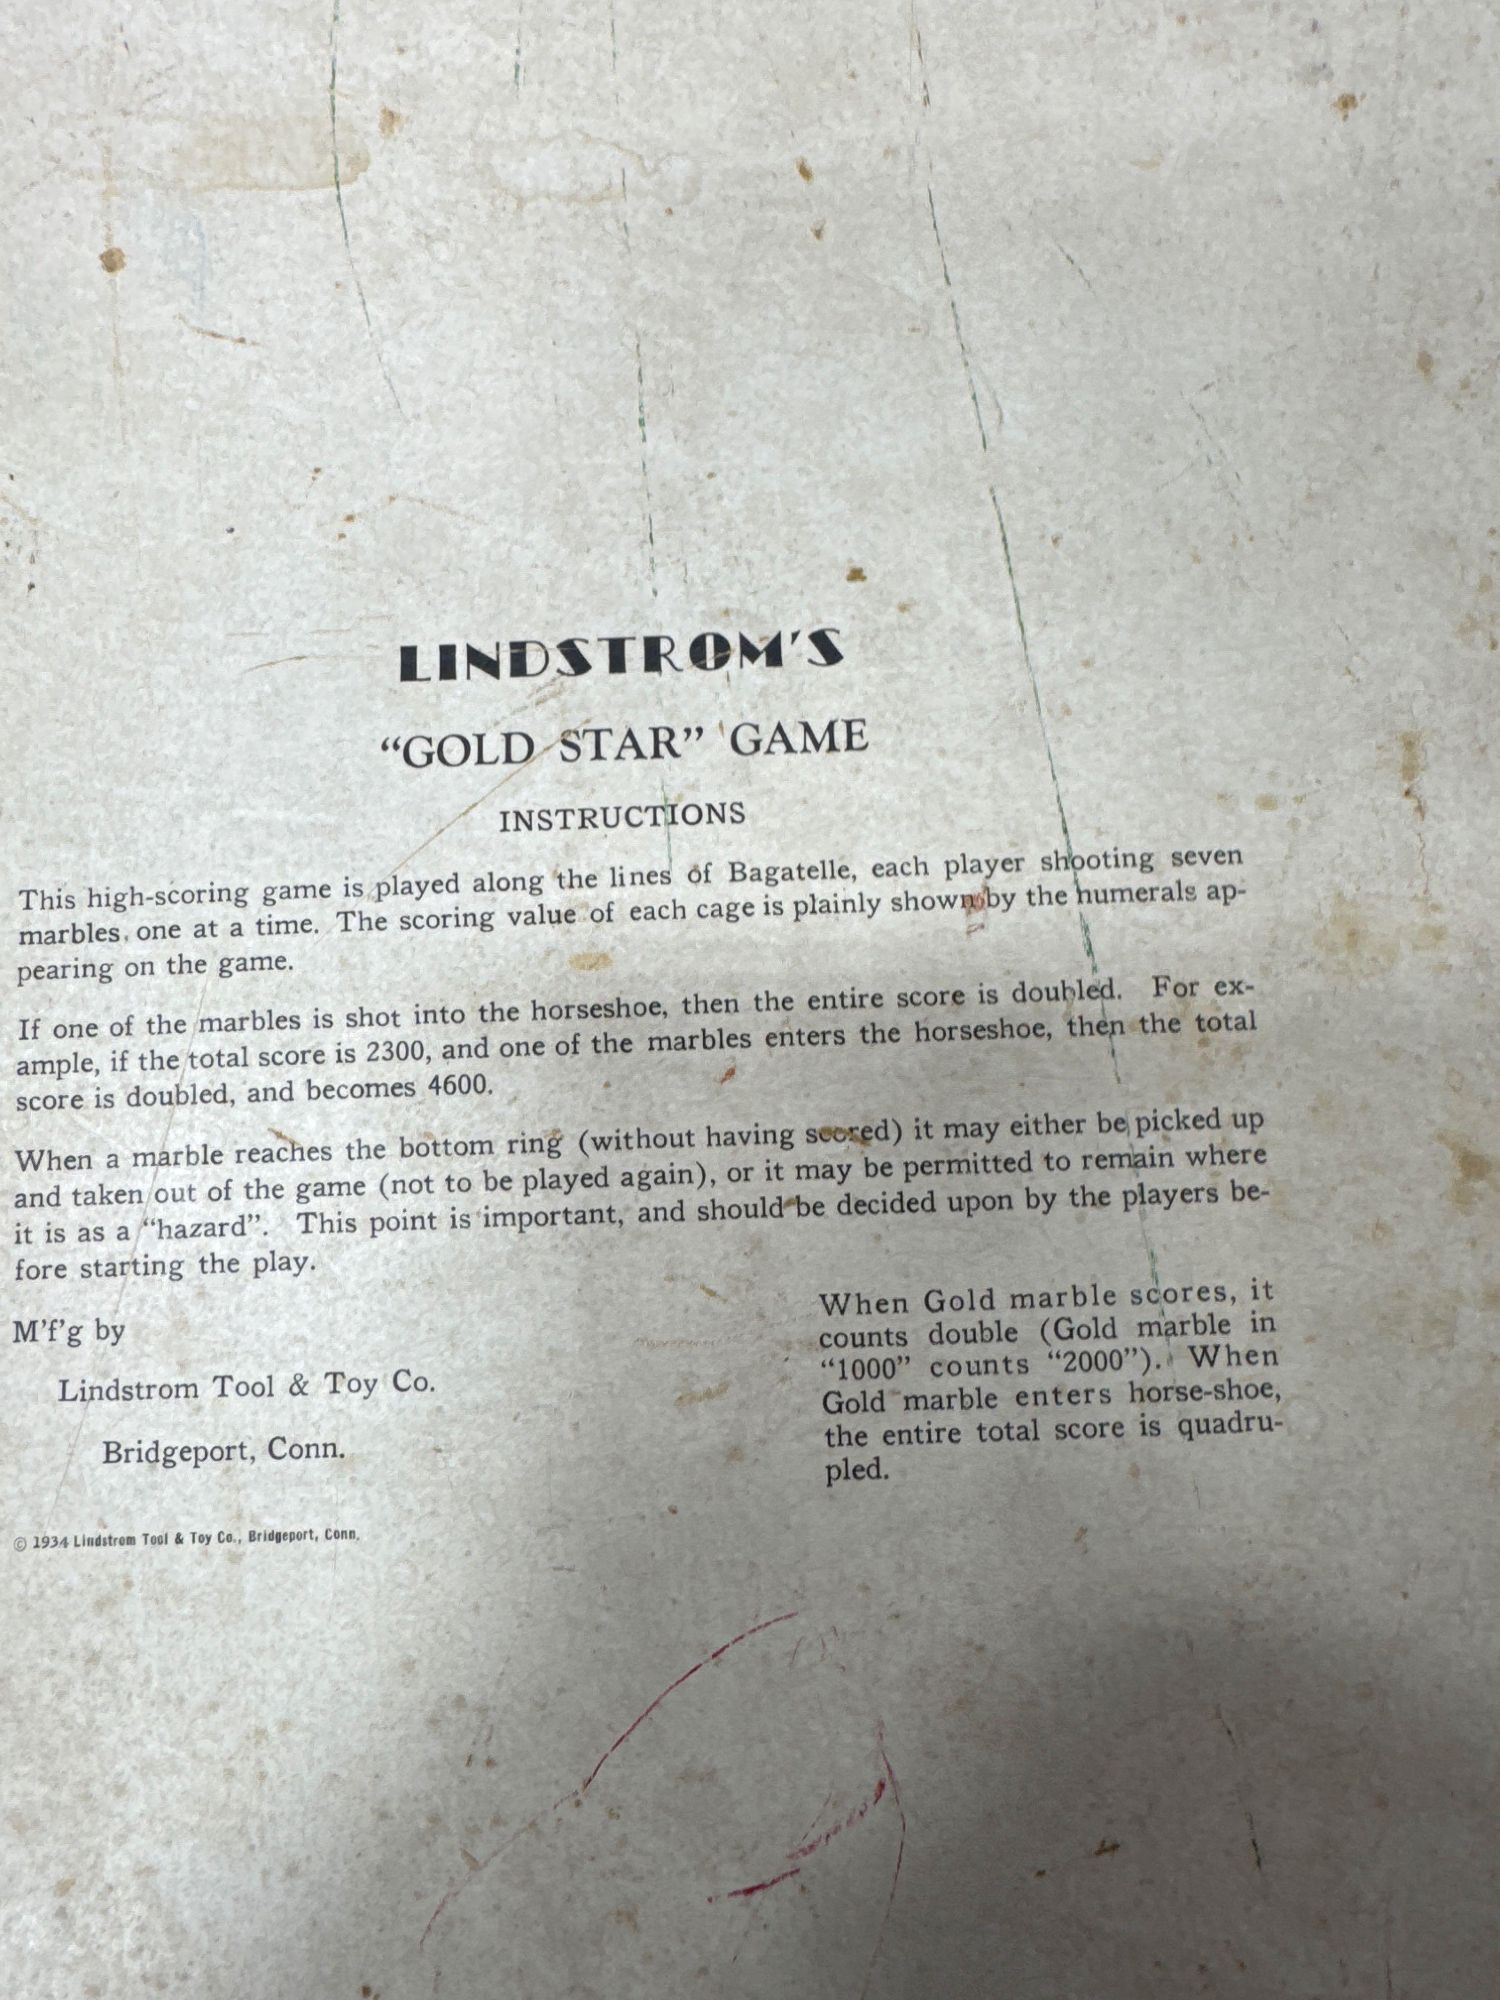 LINDSTROM'S
“GOLD STAR” GAME
INSTRUCTIONS
This high-scoring game is played along the lines of Bagatelle, each player shooting seven
marbles, one at a time. The scoring value of each cage is plainly shown by the numerals ap-
pearing on the game.
If one of the marbles is shot into the horseshoe, then the entire score is doubled. For ex-
ample, if the total score is 2300, and one of the marbles enters the horseshoe, then the total
score is doubled, and becomes 4600.
When a marble reaches the bottom ring (without having scored) it may either be picked up
and taken out of the game (not to be played again), or it may be permitted to remain where
it is as a “hazard”. This point is important, and should be decided upon by the players be-
fore starting the play.
M'f'g by
Lindstrom Tool & Toy Co.
Bridgeport, Conn.
© 1934 Lindstrom Tool & Toy Co., Bridgeport, Conn.
When Gold marble scores, it
counts double (Gold marble in
“1000” counts “2000”). When
Gold marble enters horse-shoe,
the entire total score is quadru-
pled.